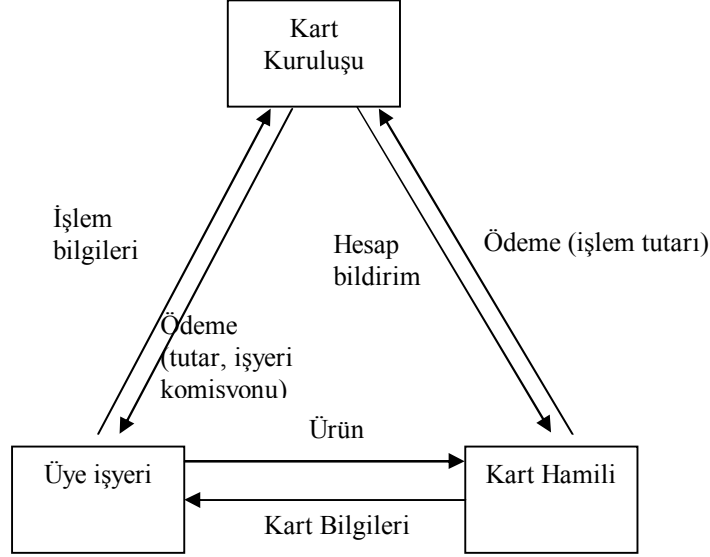 Kart
Kuruluşu
İşlem
bilgileri
Hesap
bildirim
Ödeme (işlem tutarı)
Ödeme
(tutar, işyeri
komisyonu)
Ürün
Üye işyeri
Kart Hamili
Kart Bilgileri